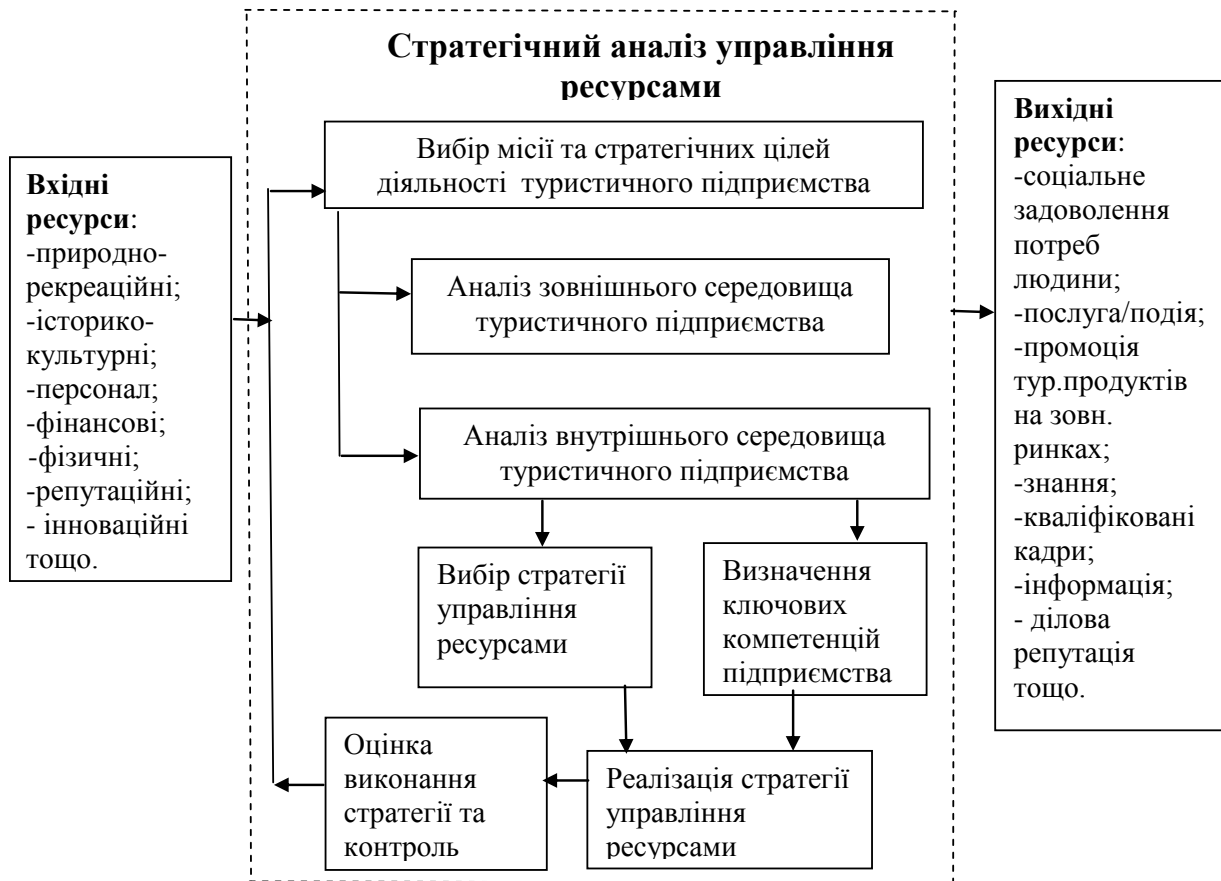 Стратегічний аналіз управління
ресурсами
Вхідні
ресурси:
-природно-
рекреаційні;
-історико-
культурні;
-персонал;
-фінансові;
-фізичні;
-репутаційні;
- інноваційні
тощо.
Вибір місії та стратегічних цілей
діяльності туристичного підприємства
Аналіз зовнішнього середовища
туристичного підприємства
Аналіз внутрішнього середовища
туристичного підприємства
Вибір стратегії
управління
ресурсами
Визначення
ключових
компетенцій
підприємства
Оцінка
виконання
стратегії та
контроль
Реалізація стратегії
управління
ресурсами
Вихідні
ресурси:
-соціальне
задоволення
потреб
людини;
-послуга/подія;
-промоція
тур.продуктів
на зовн.
ринках;
-знання;
-кваліфіковані
кадри;
-інформація;
- ділова
репутація
тощо.